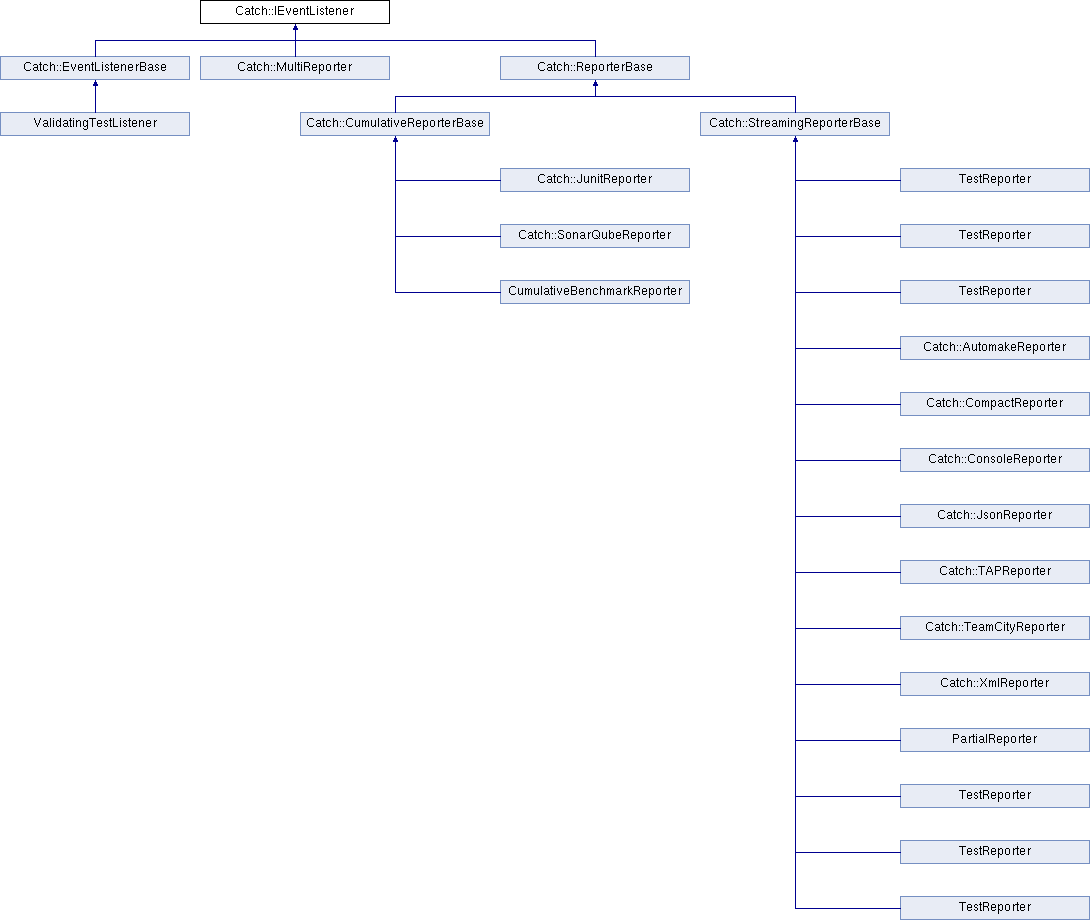 Catch::IEventListener
Catch::EventListenerBase
Catch::MultiReporter
Catch::ReporterBase
ValidatingTestListener
Catch::CumulativeReporterBase
Catch::StreamingReporterBase
Catch::JunitReporter
TestReporter
Catch::SonarQubeReporter
TestReporter
CumulativeBenchmarkReporter
TestReporter
Catch::AutomakeReporter
Catch::CompactReporter
Catch::ConsoleReporter
Catch::JsonReporter
Catch::TAPReporter
Catch::TeamCityReporter
Catch::XmlReporter
PartialReporter
TestReporter
TestReporter
TestReporter